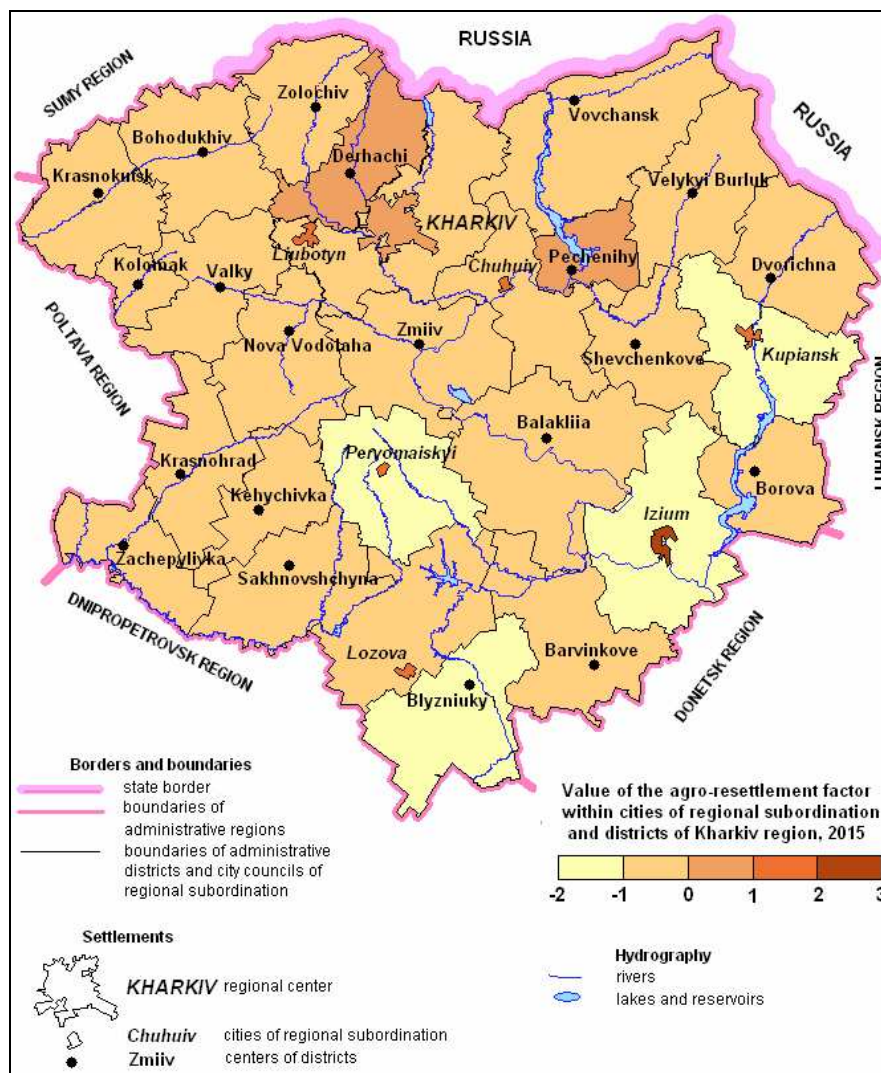 RUSSIA
SUMY REGION
Zolochiv
Vovchansk
RUSSIA
Bohodukhiv
Derhachi
Krasnokutsk
Velykyi Burluk
KHARKIV
Liubotyn
Pechenihy
Kolomak
Valky
Chuhuiv
Dvorichna
POLTAVA REGION
Nova Vodolaha
Zmiiv
Shevchenkove
Kupiansk
LUHANSK REGION
Balakliia
Pervomaiskyi
Krasnohrad
Borova
Kehychivka
Izium
Zachepylivka
Sakhnovshchyna
DNIPROPETROVSK REGION
Lozova
Barvinkove
DONETSK REGION
Blyzniuky
Borders and boundaries
state border
boundaries of
administrative regions
boundaries of administrative
districts and city councils of
regional subordination
Value of the agro-resettlement factor
within cities of regional subordination
and districts of Kharkiv region, 2015
-2 -1 0 1 2 3
Settlements
KHARKIV regional center
Chuhuiv cities of regional subordination
Zmiiv centers of districts
Hydrography
rivers
lakes and reservoirs